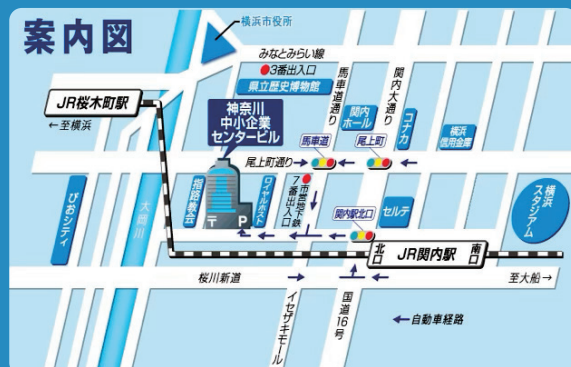 案内図
横浜市役所
みなとみらい線
3番出入口
県立歴史博物館
馬車道通り
関内大通り
JR桜木町駅
←至横浜
神奈川
中小企業
センタービル
関内
ホール
コナカ
横浜
信用金庫
馬車道
尾上町
尾上町通り
ぴおシティ
大岡川
指路教会
〒
P
ロイヤルホスト
市営地下鉄
7番出入口
関内駅北口
セルテ
横浜
スタジアム
北口
JR関内駅
南口
桜川新道
至大船→
イセザキモール
国道16号
←自動車経路